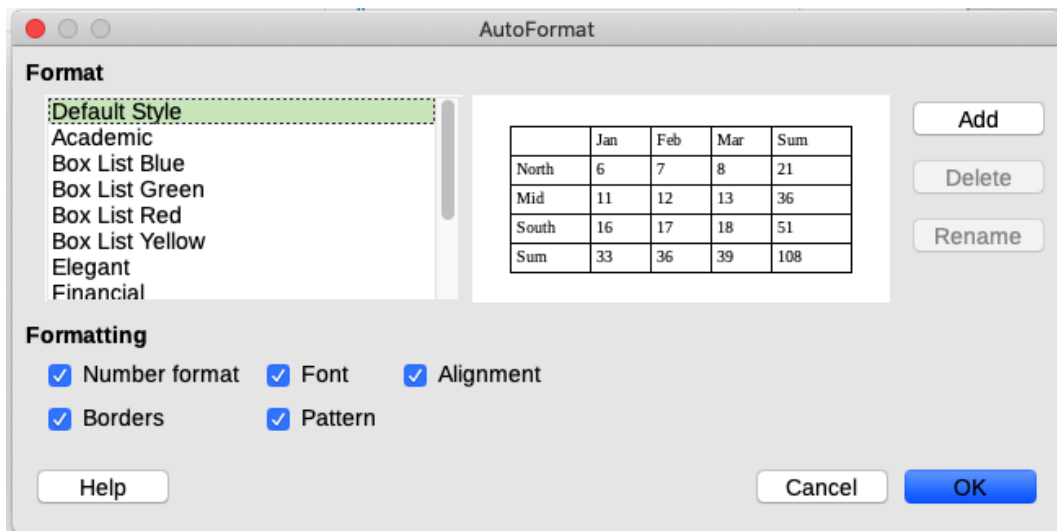 AutoFormat
Format
Default Style
Academic
Box List Blue
Box List Green
Box List Red
Box List Yellow
Elegant
Financial
Jan Feb Mar Sum
North 6 7 8 21
Mid 11 12 13 36
South 16 17 18 51
Sum 33 36 39 108
Add
Delete
Rename
Formatting
Number format Font Alignment
Borders Pattern
Help Cancel OK